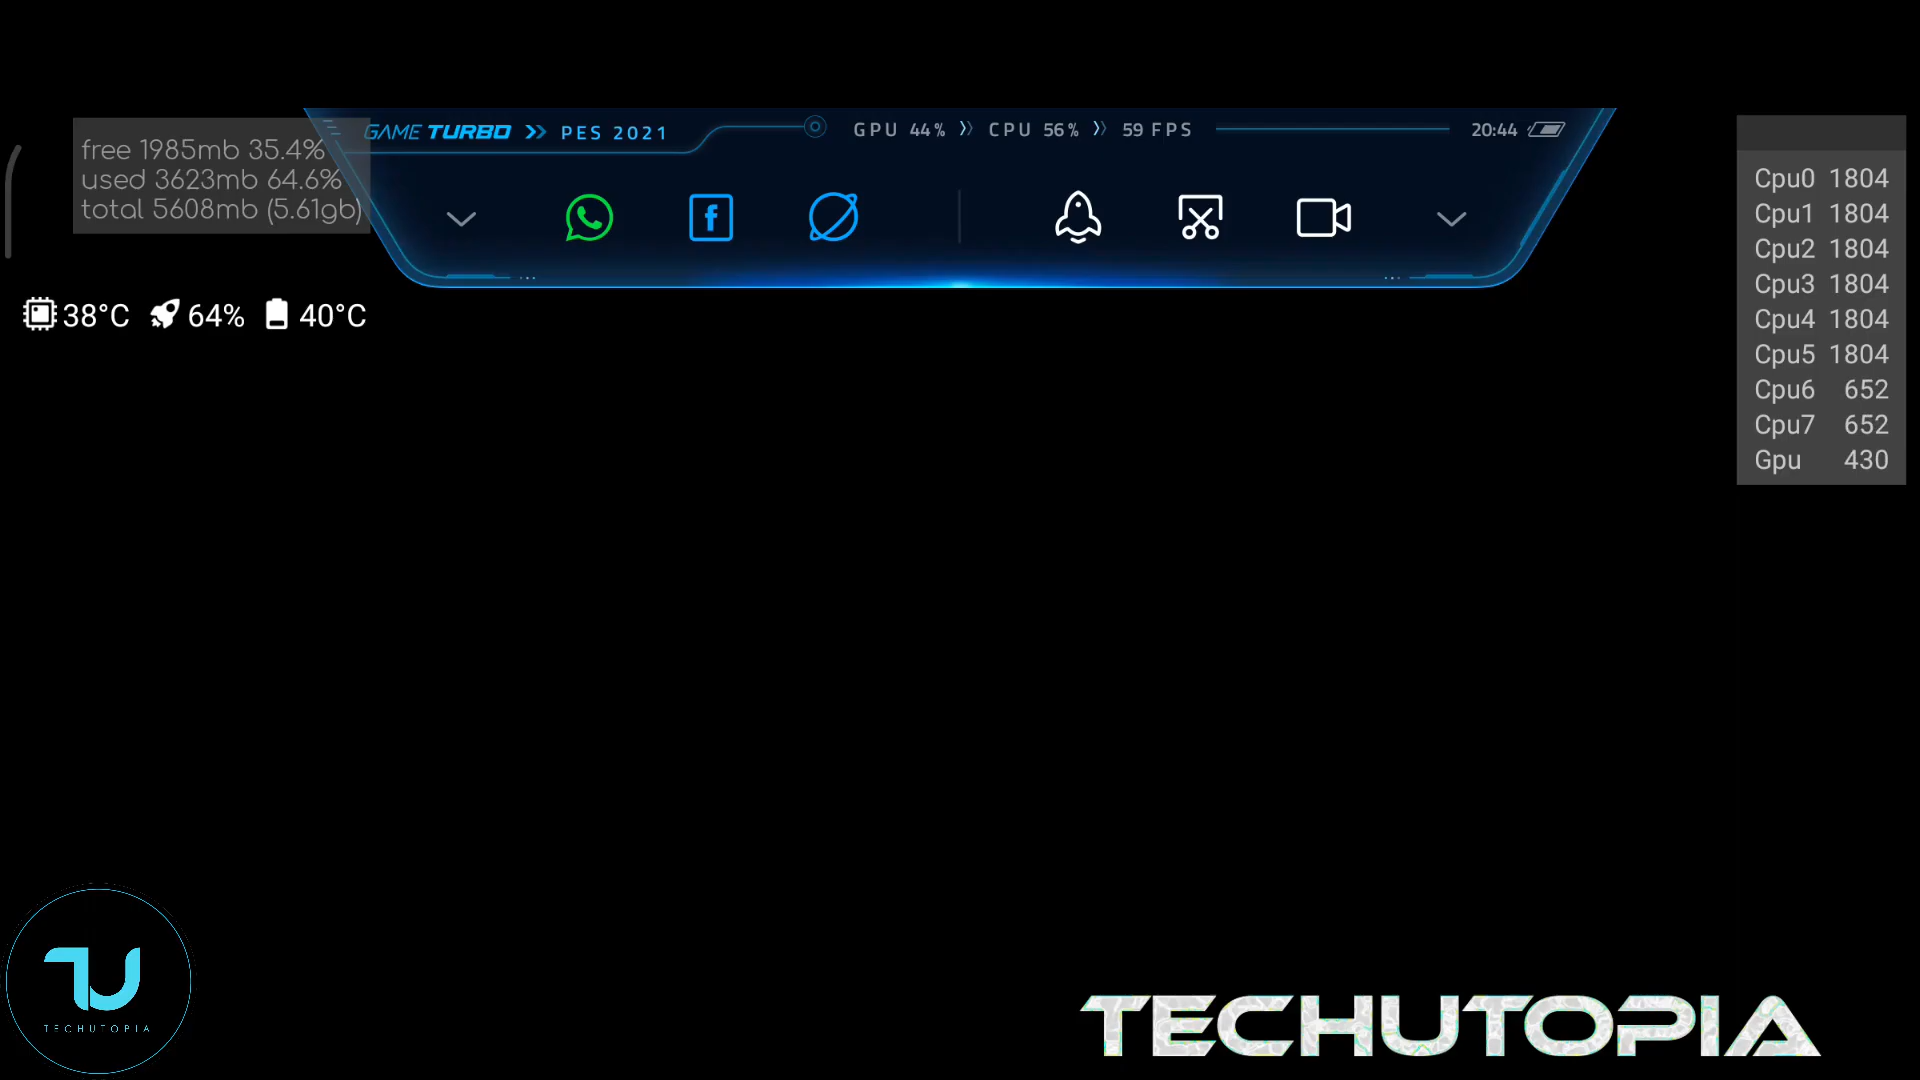 GAME TURBO PES 2021 GPU 44% CPU 56% 59 FPS 20:44
free 1985mb 35.4%
used 3623mb 64.6%
total 5608mb (5.61gb)
38°C 64% 40°C
Cpu0 1804
Cpu1 1804
Cpu2 1804
Cpu3 1804
Cpu4 1804
Cpu5 1804
Cpu6 652
Cpu7 652
Gpu 430
TU
TECHUTOPIA
TECHUTOPIA